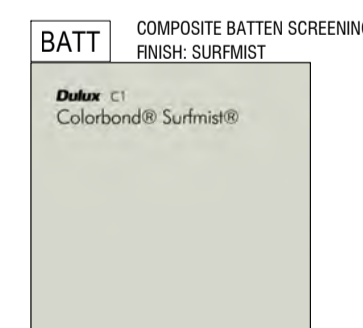 BATT
COMPOSITE BATTEN SCREENING
FINISH: SURFMIST
Dulux C1
Colorbond® Surfmist®